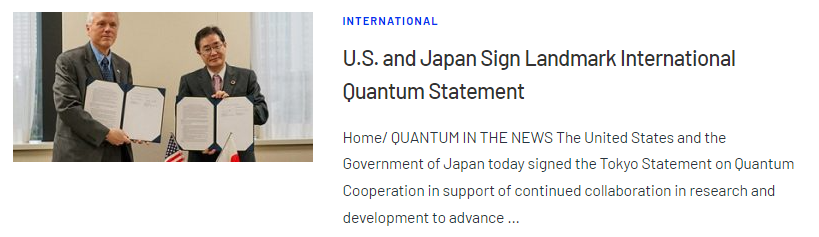 INTERNATIONAL
U.S. and Japan Sign Landmark International
Quantum Statement
Home/ QUANTUM IN THE NEWS The United States and the
Government of Japan today signed the Tokyo Statement on Quantum
Cooperation in support of continued collaboration in research and
development to advance ...